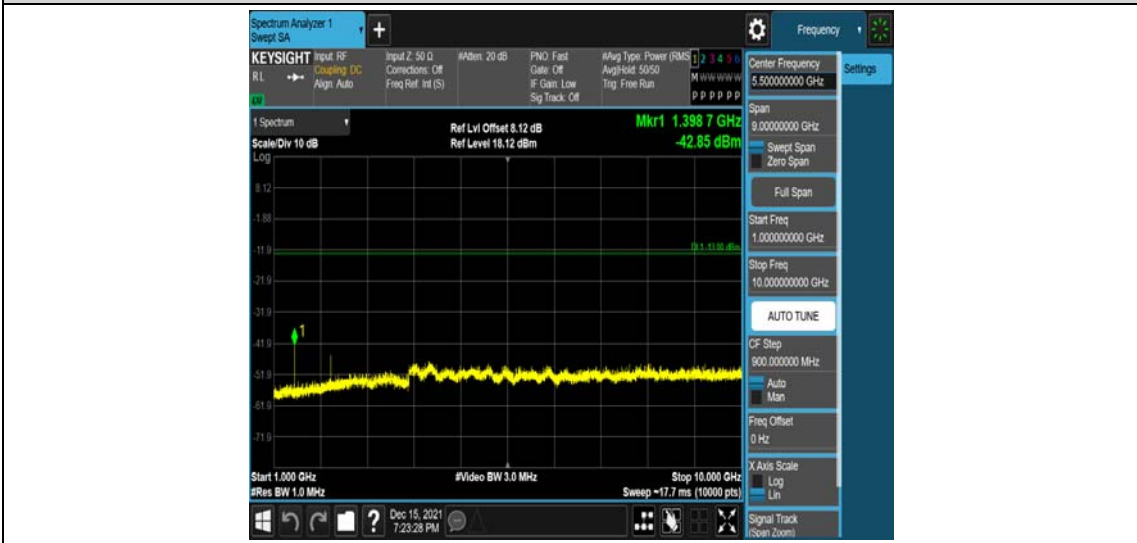 Spectrum Analyzer 1
Swept SA
+
Frequency
KEYSIGHT
RL
Input: RF
Coupling: DC
Align: Auto
Input Z: 50 Ω
Corrections: Off
Freq Ref: Int (S)
#Atten: 20 dB
PNO: Fast
Gate: Off
IF Gain: Low
Sig Track: Off
#Avg Type: Power (RMS
Avg|Hold: 50/50
Trig: Free Run
1 2 3 4 5 6
M W W W W W
P P P P P P
Center Frequency
5.500000000 GHz
Settings
Span
9.00000000 GHz
Swept Span
Zero Span
Full Span
Start Freq
1.000000000 GHz
Stop Freq
10.000000000 GHz
AUTO TUNE
CF Step
900.000000 MHz
Auto
Man
Freq Offset
0 Hz
X Axis Scale
Log
Lin
Signal Track
(Span Zoom)
1 Spectrum
Scale/Div 10 dB
Log
Ref Lvl Offset 8.12 dB
Ref Level 18.12 dBm
Mkr1 1.398 7 GHz
-42.85 dBm
8.12
-1.88
-11.9
DL1 -13.00 dBm
-21.9
-31.9
1
-41.9
-51.9
-61.9
-71.9
Start 1.000 GHz
#Res BW 1.0 MHz
#Video BW 3.0 MHz
Stop 10.000 GHz
Sweep ~17.7 ms (10000 pts)
?
Dec 15, 2021
7:23:28 PM